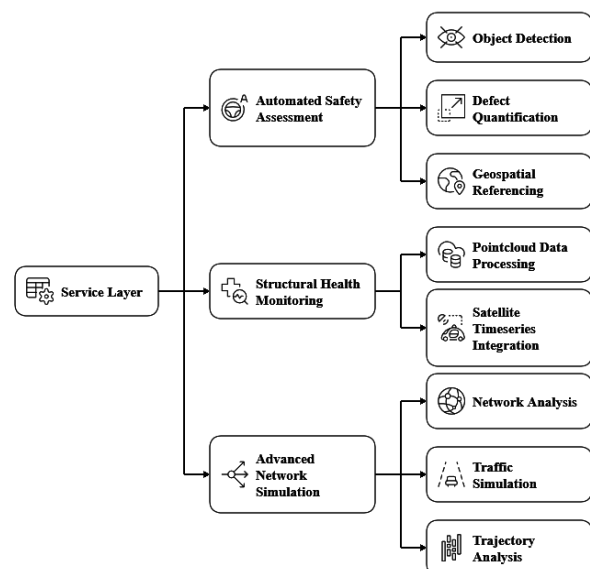 Service Layer
A
Automated Safety
Assessment
Object Detection
Defect
Quantification
Geospatial
Referencing
Structural Health
Monitoring
Pointcloud Data
Processing
Satellite
Timeseries
Integration
Advanced
Network
Simulation
Network Analysis
Traffic
Simulation
Trajectory
Analysis